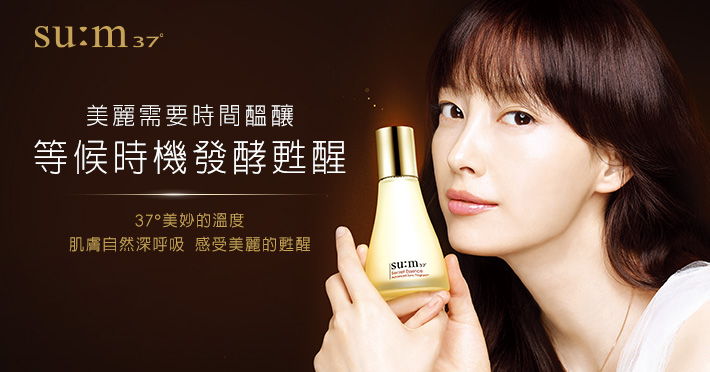 su:m37°
美麗需要時間醞釀
等候時機發酵甦醒
37°美妙的溫度
肌膚自然深呼吸 感受美麗的甦醒
su:m37°
Secret Essence